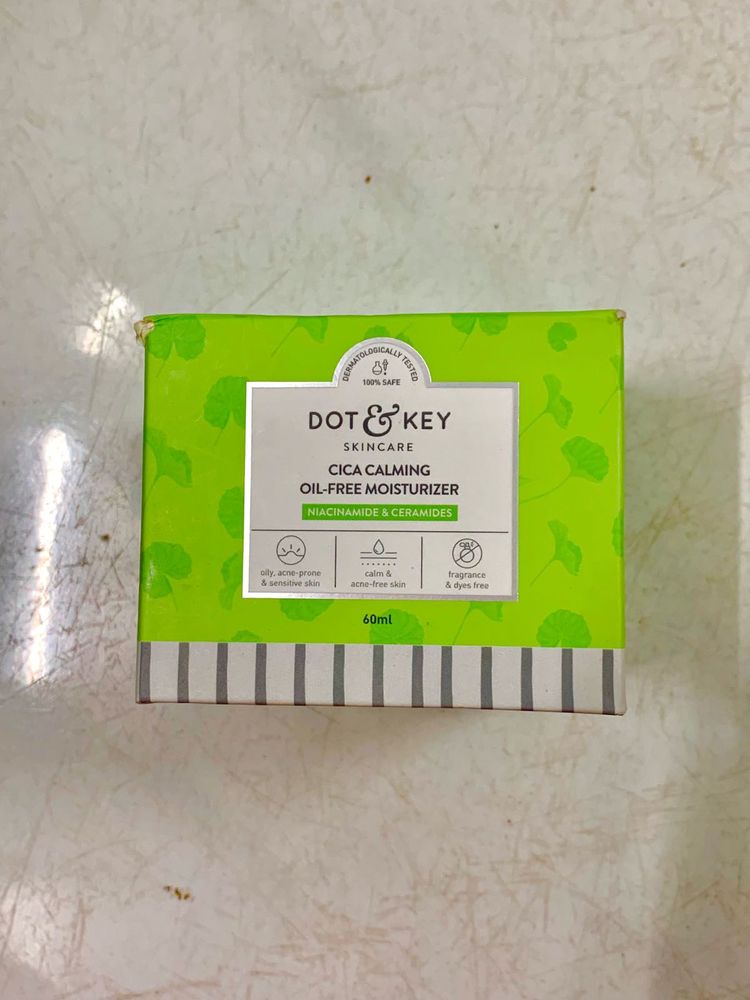 DERMATOLOGICALLY TESTED
100% SAFE
DOT & KEY
SKINCARE
CICA CALMING
OIL-FREE MOISTURIZER
NIACINAMIDE & CERAMIDES
oily, acne-prone
& sensitive skin
calm &
acne-free skin
fragrance
& dyes free
60ml